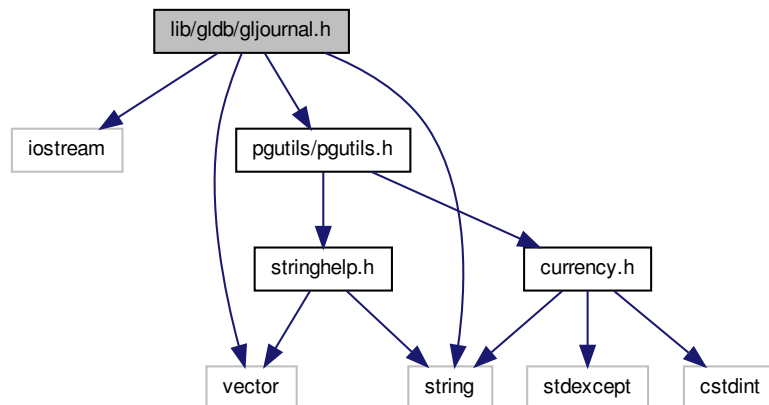 lib/gldb/gljournal.h
iostream
pgutils/pgutils.h
stringhelp.h
currency.h
vector
string
stdexcept
cstdint